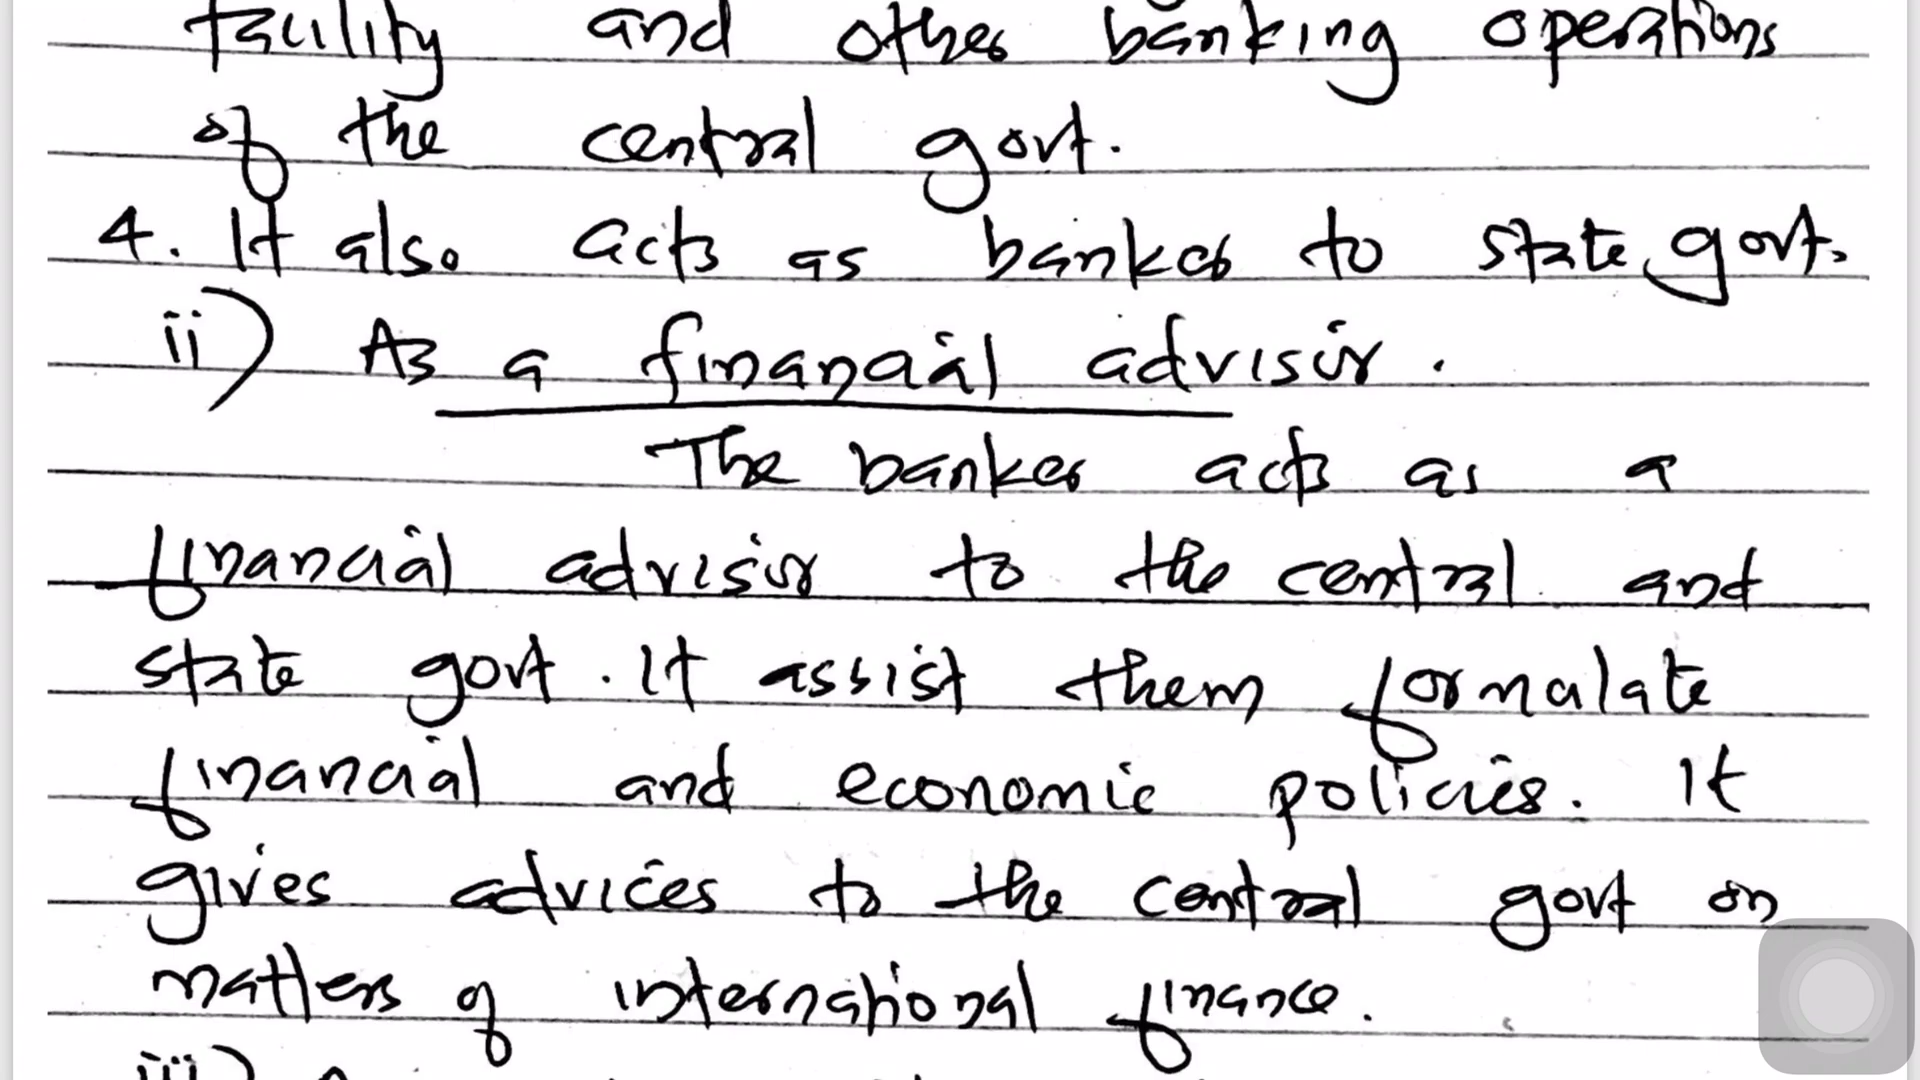 facility and other banking operations
of the central govt.
4. It also acts as banker to state govt.
ii) As a financial advisor.
The banker acts as a
financial advisor to the central and
state govt. It assist them formalate
financial and economic policies. It
gives advices to the central govt on
matters of international finance.
iii)